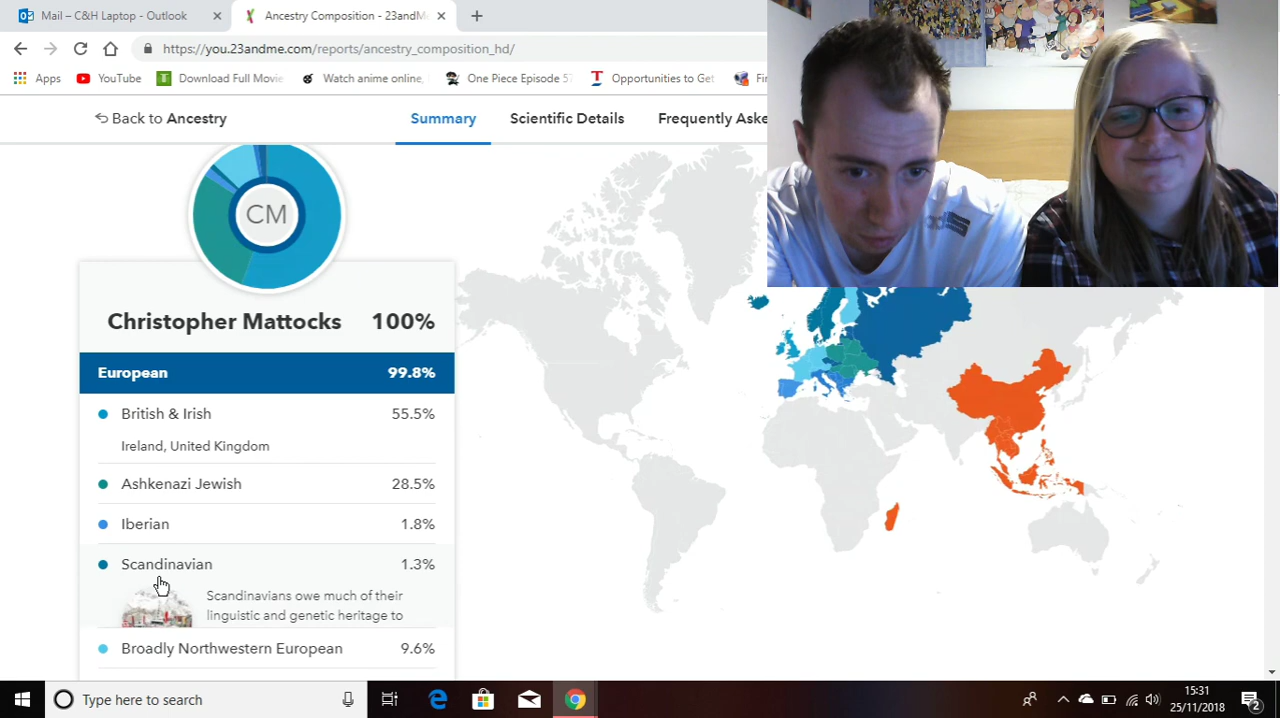 Mail – C&H Laptop - Outlook
Ancestry Composition - 23andMe
https://you.23andme.com/reports/ancestry_composition_hd/
Apps
YouTube
Download Full Movie
Watch anime online,
One Piece Episode 57
Opportunities to Get
Fir
Back to Ancestry
Summary
Scientific Details
Frequently Aske
CM
Christopher Mattocks 100%
European 99.8%
British & Irish 55.5%
Ireland, United Kingdom
Ashkenazi Jewish 28.5%
Iberian 1.8%
Scandinavian 1.3%
Scandinavians owe much of their
linguistic and genetic heritage to
Broadly Northwestern European 9.6%
Type here to search
15:31
25/11/2018
2